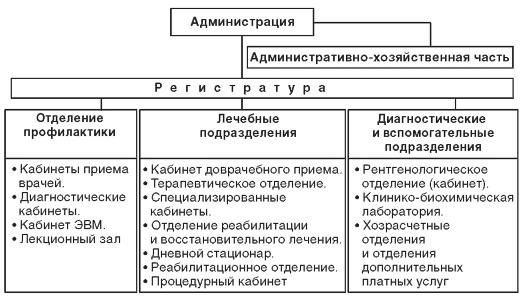 Администрация
Административно-хозяйственная часть
Регистратура
Отделение
профилактики
• Кабинеты приема
врачей.
• Диагностические
кабинеты.
• Кабинет ЭВМ.
• Лекционный зал
Лечебные
подразделения
• Кабинет доврачебного приема.
• Терапевтическое отделение.
• Специализированные
кабинеты.
• Отделение реабилитации
и восстановительного лечения.
• Дневной стационар.
• Реабилитационное отделение.
• Процедурный кабинет
Диагностические
и вспомогательные
подразделения
• Рентгенологическое
отделение (кабинет).
• Клинико-биохимическая
лаборатория.
• Хозрасчетные
отделения
и отделения
дополнительных
платных услуг